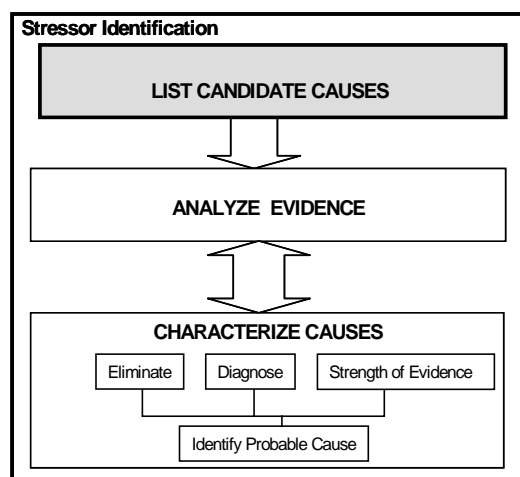 Stressor Identification
LIST CANDIDATE CAUSES
ANALYZE EVIDENCE
CHARACTERIZE CAUSES
Eliminate
Diagnose
Strength of Evidence
Identify Probable Cause